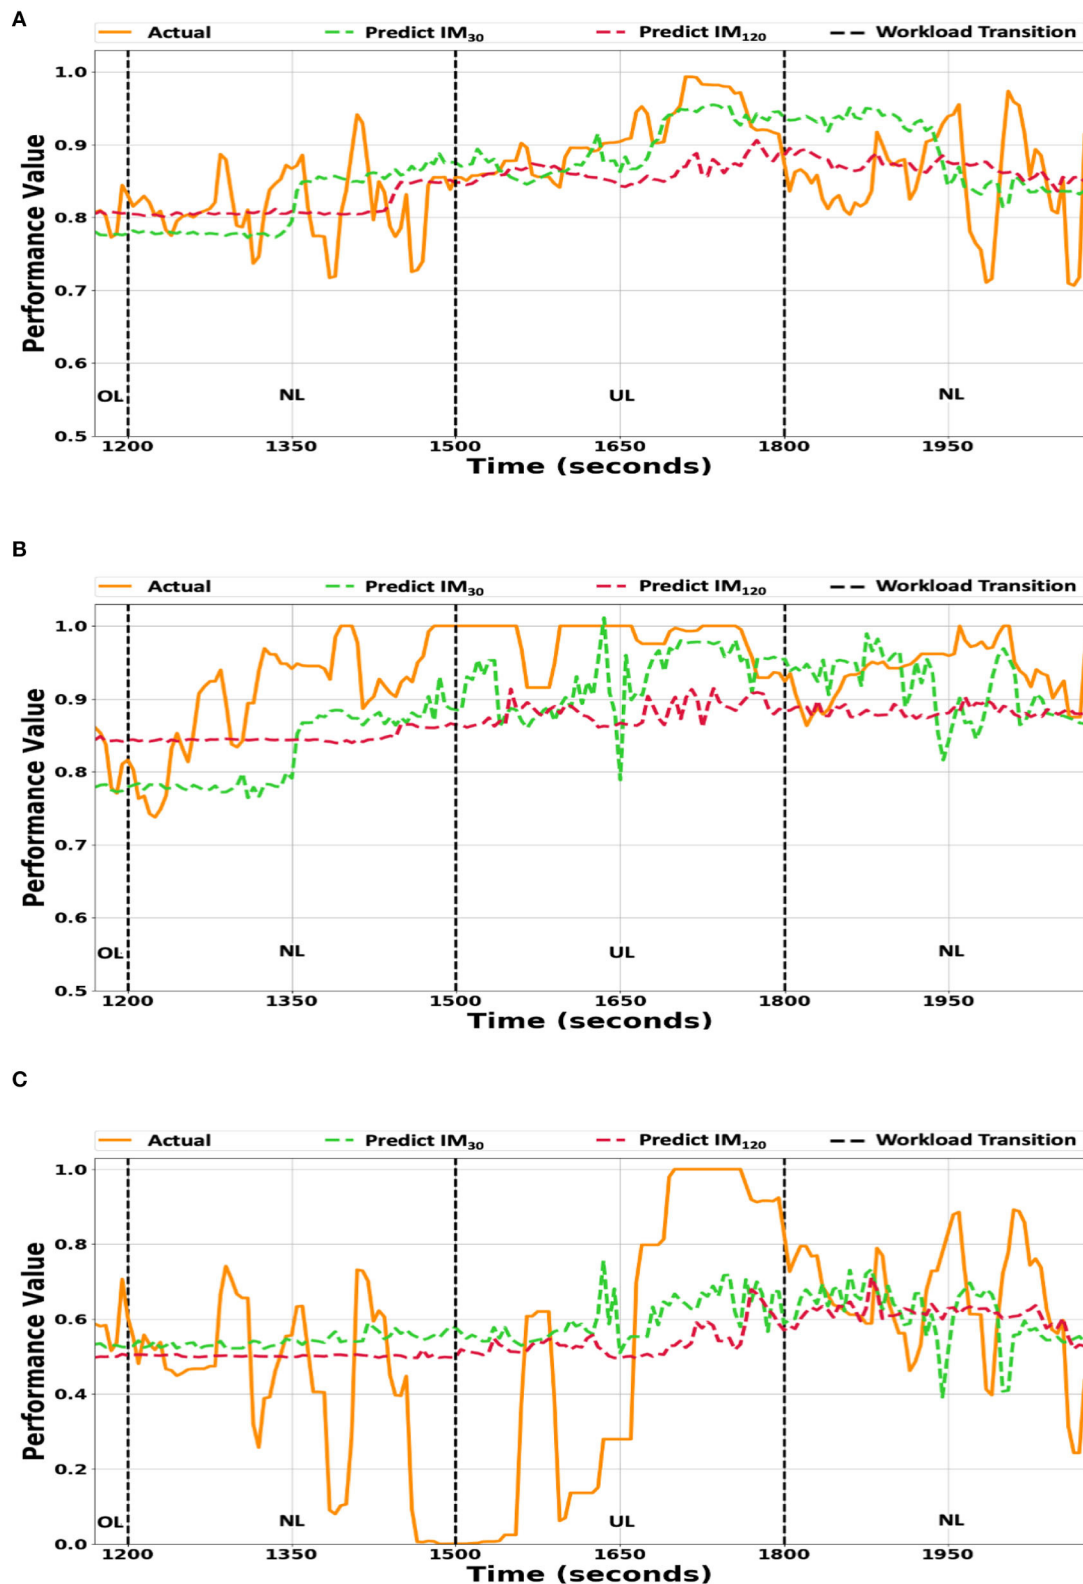 A
Actual Predict IM30 Predict IM120 Workload Transition
1.0
0.9
0.8
0.7
0.6
0.5
Performance Value
OL NL UL NL
1200 1350 1500 1650 1800 1950
Time (seconds)
B
Actual Predict IM30 Predict IM120 Workload Transition
1.0
0.9
0.8
0.7
0.6
0.5
Performance Value
OL NL UL NL
1200 1350 1500 1650 1800 1950
Time (seconds)
C
Actual Predict IM30 Predict IM120 Workload Transition
1.0
0.8
0.6
0.4
0.2
0.0
Performance Value
OL NL UL NL
1200 1350 1500 1650 1800 1950
Time (seconds)